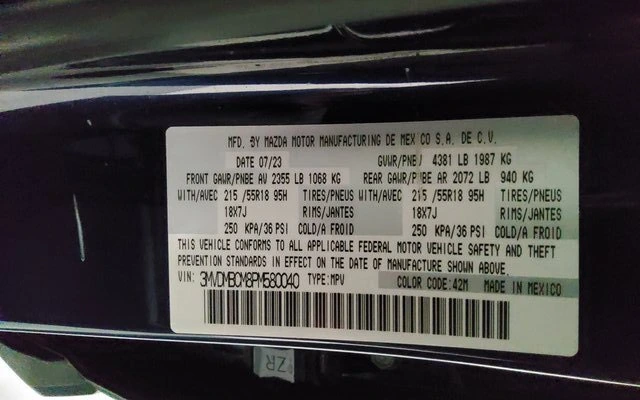 MFD. BY MAZDA MOTOR MANUFACTURING DE MEXICO S.A. DE C.V.
DATE 07/23 GVWR/PNBV 4381 LB 1987 KG
FRONT GAWR/PNBE AV 2355 LB 1068 KG REAR GAWR/PNBE AR 2072 LB 940 KG
WITH/AVEC 215/55R18 95H TIRES/PNEUS WITH/AVEC 215/55R18 95H TIRES/PNEUS
18X7J RIMS/JANTES 18X7J RIMS/JANTES
250 KPA/36 PSI COLD/A FROID 250 KPA/36 PSI COLD/A FROID
THIS VEHICLE CONFORMS TO ALL APPLICABLE FEDERAL MOTOR VEHICLE SAFETY AND THEFT
PREVENTION STANDARDS IN EFFECT ON THE DATE OF MANUFACTURE SHOWN ABOVE.
VIN: 3MVDMBCM8PM580040 TYPE:MPV COLOR CODE:42M MADE IN MEXICO
ZR